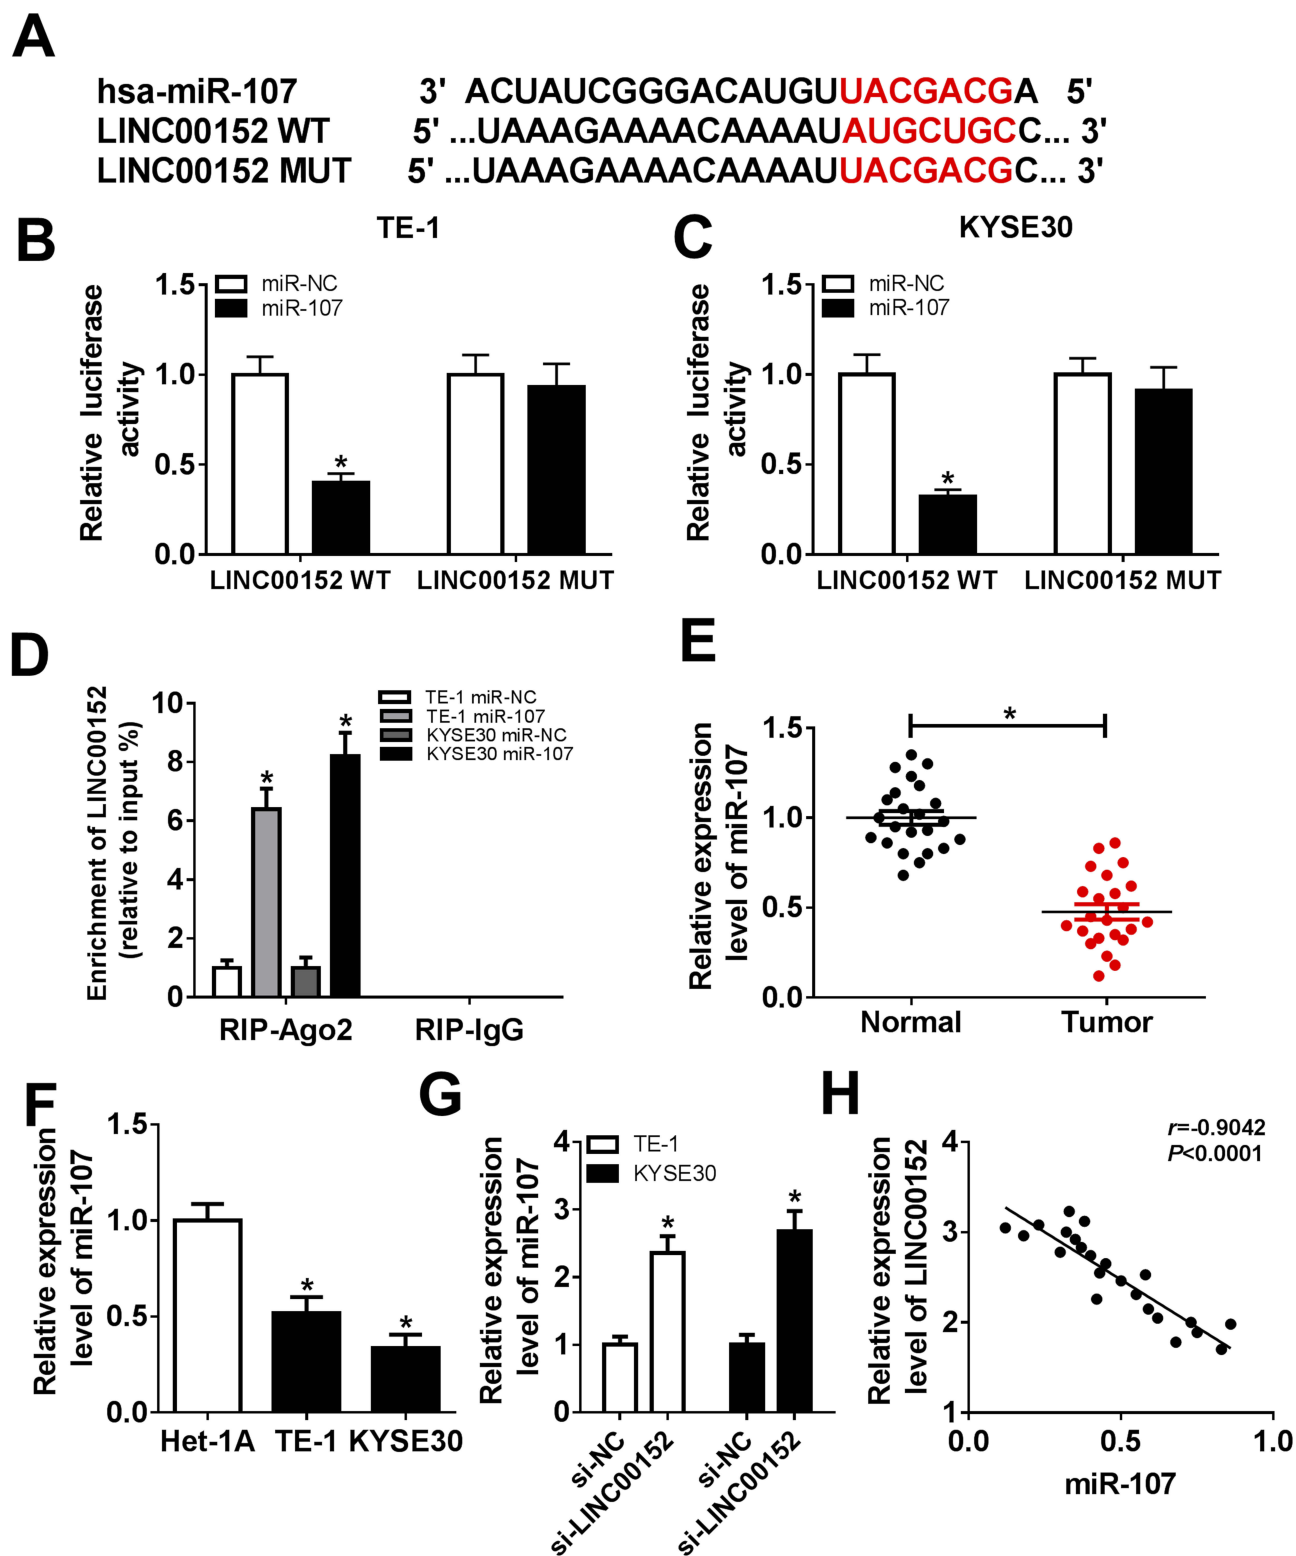 A
hsa-miR-107 3' ACUAUCGGGACAUGUUACGACGA 5'
LINC00152 WT 5' ...UAAAGAAAACAAAAUAUGCUGCC... 3'
LINC00152 MUT 5' ...UAAAGAAAACAAAAUUACGACGC... 3'
B
TE-1
Relative luciferase
activity
1.5
1.0
0.5
0.0
miR-NC
miR-107
*
LINC00152 WT
LINC00152 MUT
C
KYSE30
Relative luciferase
activity
1.5
1.0
0.5
0.0
miR-NC
miR-107
*
LINC00152 WT
LINC00152 MUT
D
Enrichment of LINC00152
(relative to input %)
10
8
6
4
2
0
TE-1 miR-NC
TE-1 miR-107
KYSE30 miR-NC
KYSE30 miR-107
*
*
RIP-Ago2
RIP-IgG
E
Relative expression
level of miR-107
1.5
1.0
0.5
0.0
*
Normal
Tumor
F
Relative expression
level of miR-107
1.5
1.0
0.5
0.0
*
*
Het-1A
TE-1
KYSE30
G
Relative expression
level of miR-107
4
3
2
1
0
TE-1
KYSE30
*
*
si-NC
si-LINC00152
si-NC
si-LINC00152
H
Relative expression
level of LINC00152
4
3
2
1
r=-0.9042
P<0.0001
0.0
0.5
1.0
miR-107